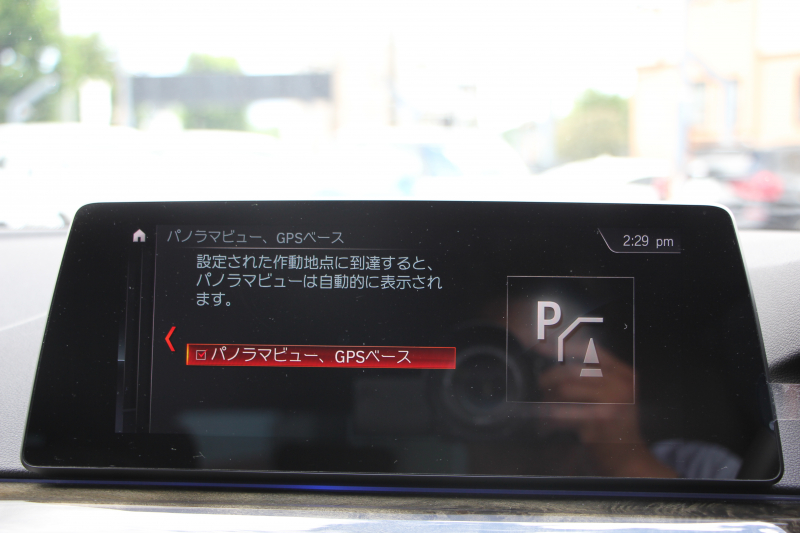 パノラマビュー、GPSベース
2:29 pm
設定された作動地点に到達すると、
パノラマビューは自動的に表示され
ます。
パノラマビュー、GPSベース
P